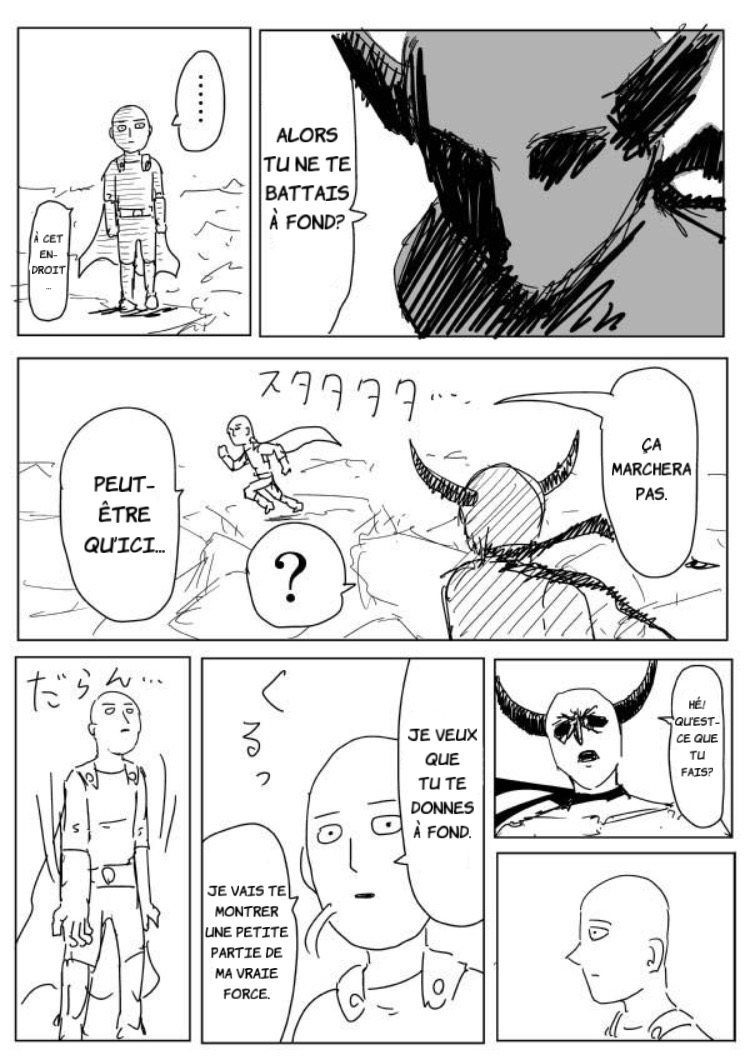 ALORS
TU NE TE
BATTAIS
À FOND?
......
À CET
EN-
DROIT
...
ÇA
MARCHERA
PAS.
スタタタタ...
?
PEUT-
ÊTRE
QU'ICI...
HÉ!
QU'EST-
CE QUE
TU
FAIS?
JE VEUX
QUE
TU TE
DONNES
À FOND.
くるっ
JE VAIS TE
MONTRER
UNE PETITE
PARTIE DE
MA VRAIE
FORCE.
だらん...